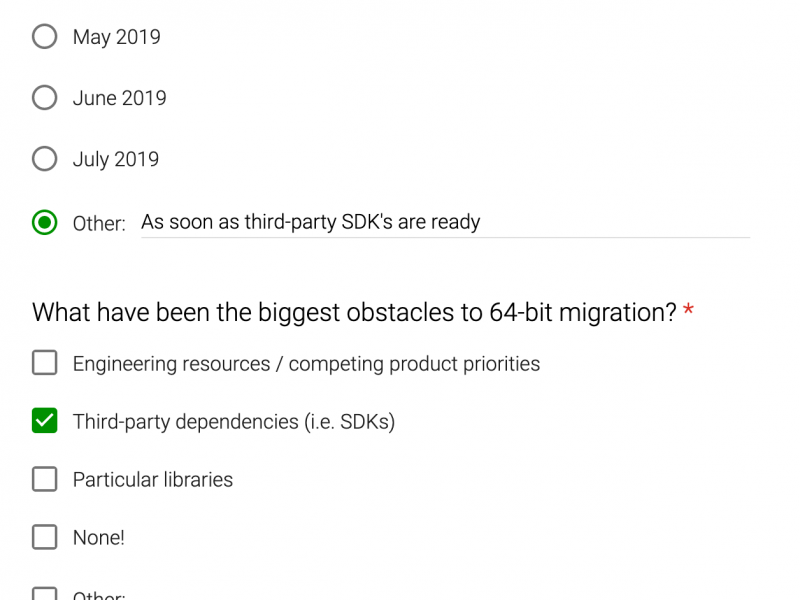 May 2019
June 2019
July 2019
Other: As soon as third-party SDK's are ready
What have been the biggest obstacles to 64-bit migration? *
Engineering resources / competing product priorities
Third-party dependencies (i.e. SDKs)
Particular libraries
None!
Other: